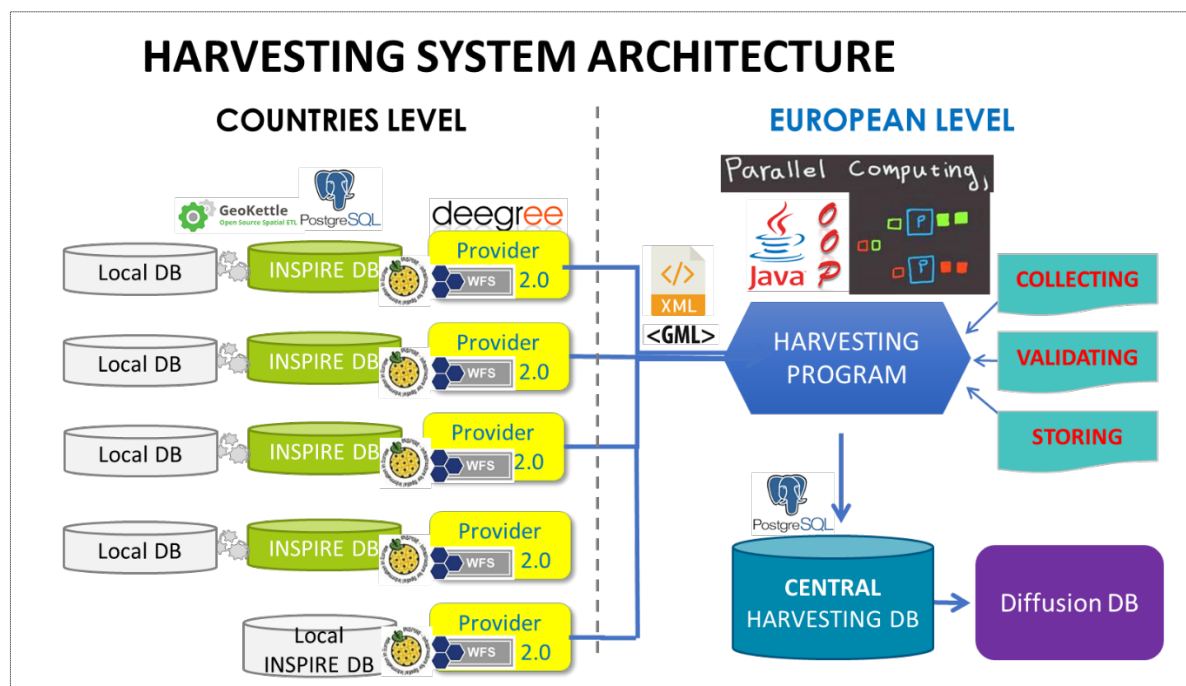 HARVESTING SYSTEM ARCHITECTURE
COUNTRIES LEVEL
EUROPEAN LEVEL
GeoKettle
Open Source Spatial ETL
PostgreSQL
deegree
Parallel Computing,
Java
OOP
P
P
Local DB
INSPIRE DB
Provider
WFS
2.0
Local DB
INSPIRE DB
Provider
WFS
2.0
Local DB
INSPIRE DB
Provider
WFS
2.0
Local DB
INSPIRE DB
Provider
WFS
2.0
Local
INSPIRE DB
Provider
WFS
2.0
</>
XML
<GML>
HARVESTING
PROGRAM
COLLECTING
VALIDATING
STORING
PostgreSQL
CENTRAL
HARVESTING DB
Diffusion DB